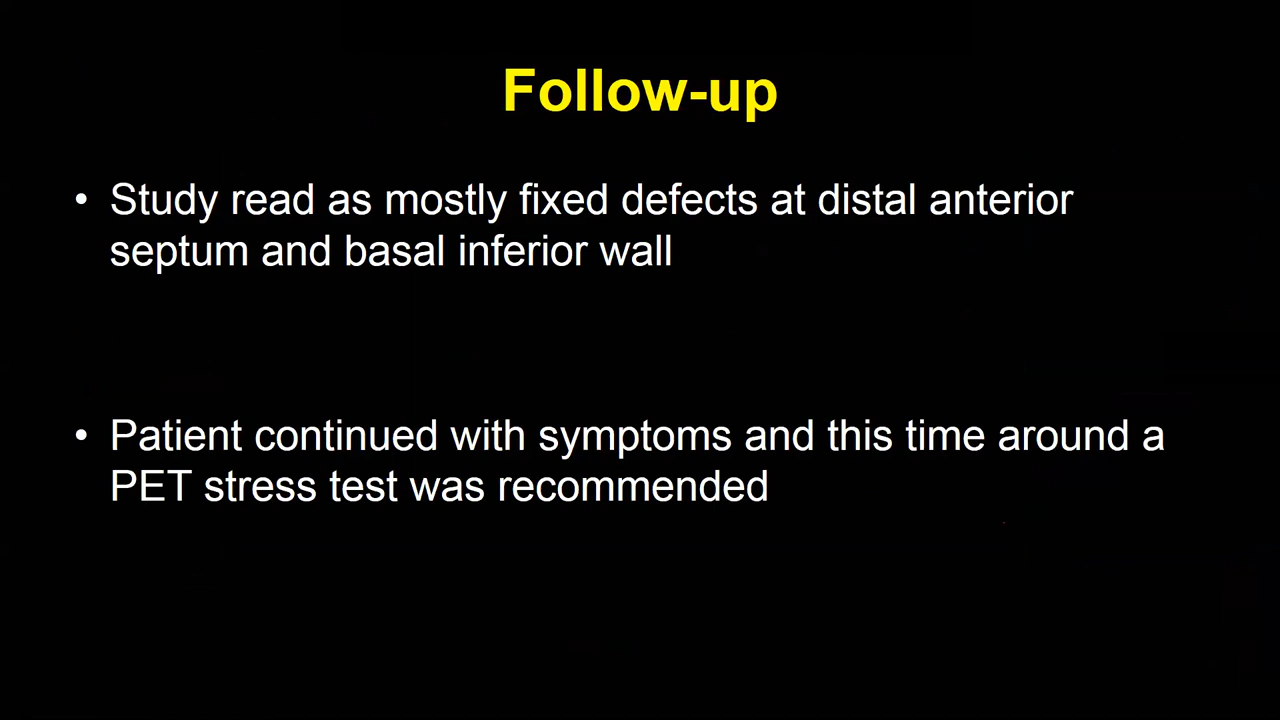 Follow-up
• Study read as mostly fixed defects at distal anterior
septum and basal inferior wall
• Patient continued with symptoms and this time around a
PET stress test was recommended